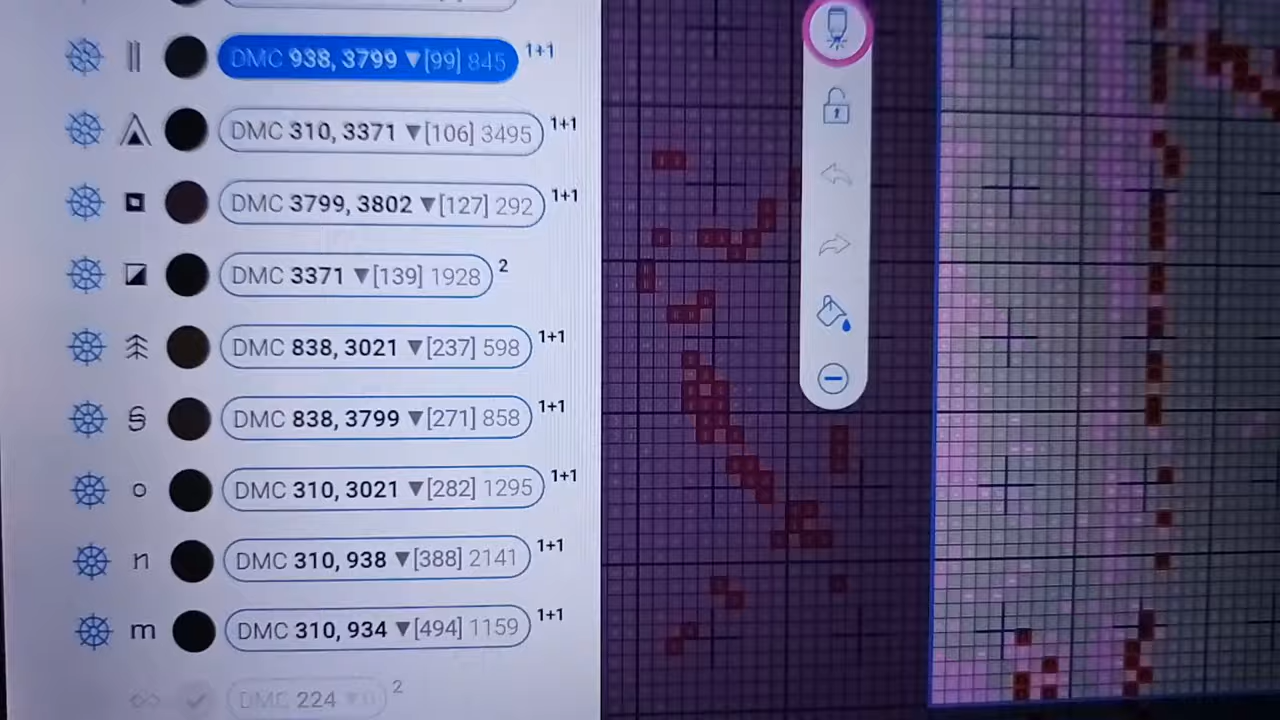 DMC 938, 3799 ▼[99] 845 1+1
DMC 310, 3371 ▼[106] 3495 1+1
DMC 3799, 3802 ▼[127] 292 1+1
DMC 3371 ▼[139] 1928 2
DMC 838, 3021 ▼[237] 598 1+1
§ DMC 838, 3799 ▼[271] 858 1+1
o DMC 310, 3021 ▼[282] 1295 1+1
n DMC 310, 938 ▼[388] 2141 1+1
m DMC 310, 934 ▼[494] 1159 1+1
DMC 224 ▼0 2